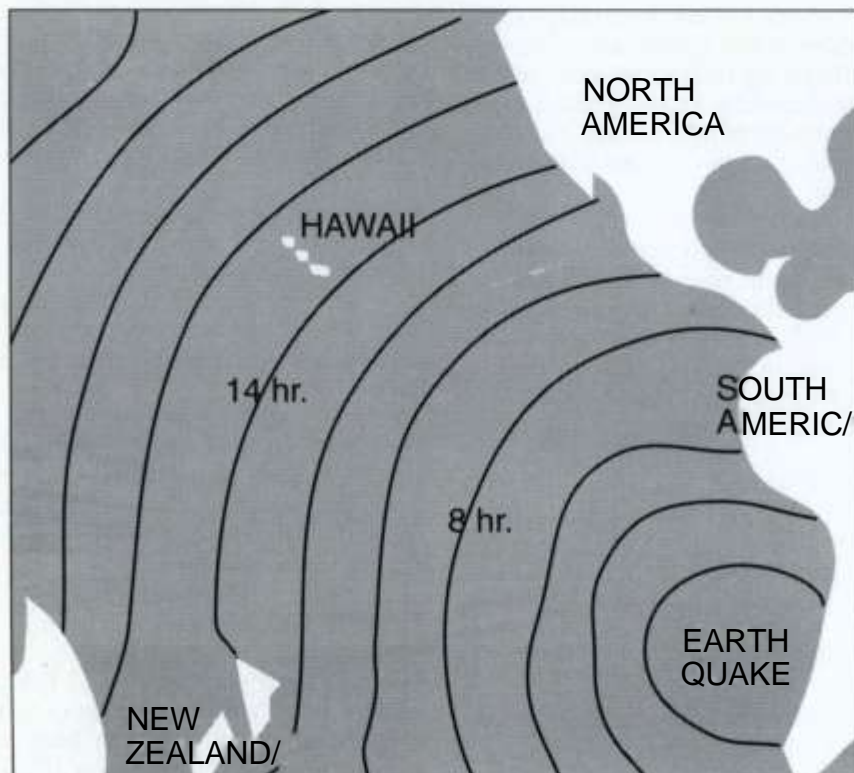 NORTH
AMERICA
HAWAII
14 hr.
SOUTH
AMERIC/
8 hr.
EARTH
QUAKE
NEW
ZEALAND/